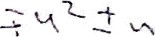 ∓ u² ± u